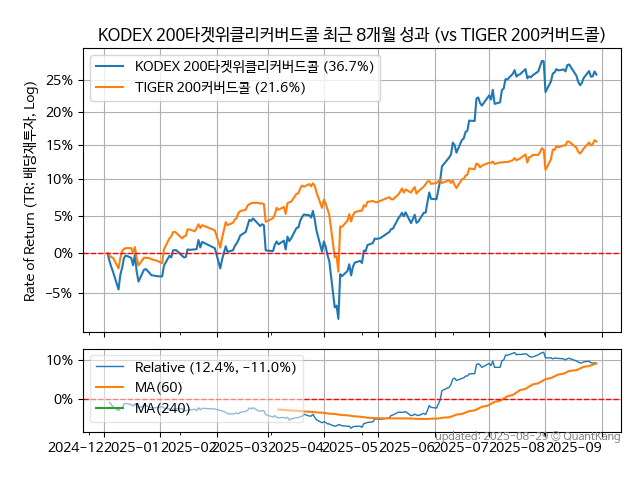 KODEX 200타겟위클리커버드콜 최근 8개월 성과 (vs TIGER 200커버드콜)
Rate of Return (TR: 배당재투자, Log)
25%
20%
15%
10%
5%
0%
−5%
KODEX 200타겟위클리커버드콜 (36.7%)
TIGER 200커버드콜 (21.6%)
10%
0%
Relative (12.4%, −11.0%)
MA(60)
MA(240)
updated: 2025-08-29 © QuantKang
2024-12 2025-01 2025-02 2025-03 2025-04 2025-05 2025-06 2025-07 2025-08 2025-09